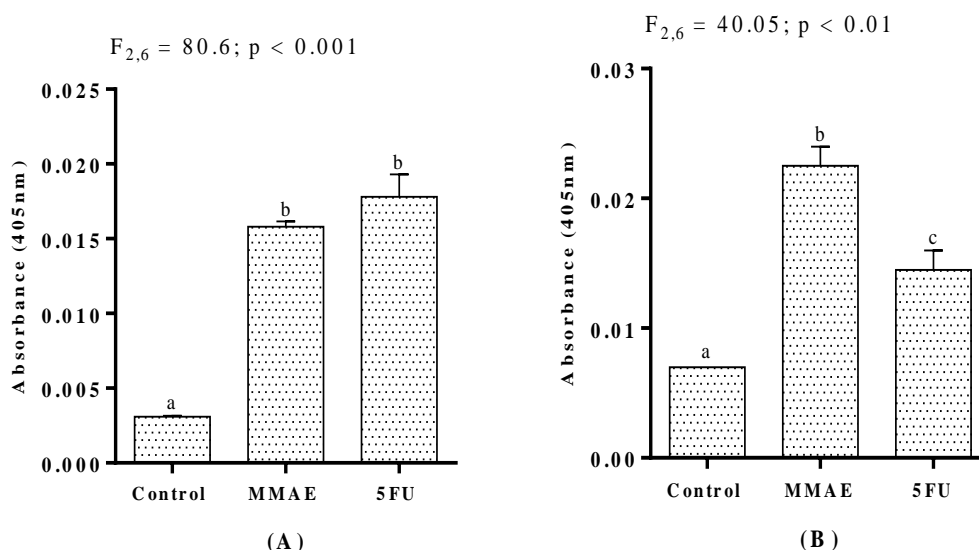 F2,6 = 80.6; p < 0.001
Absorbance (405nm)
0.025
0.020
0.015
0.010
0.005
0.000
a
b
b
Control MMAE 5FU
(A)
F2,6 = 40.05; p < 0.01
Absorbance (405nm)
0.03
0.02
0.01
0.00
a
b
c
Control MMAE 5FU
(B)